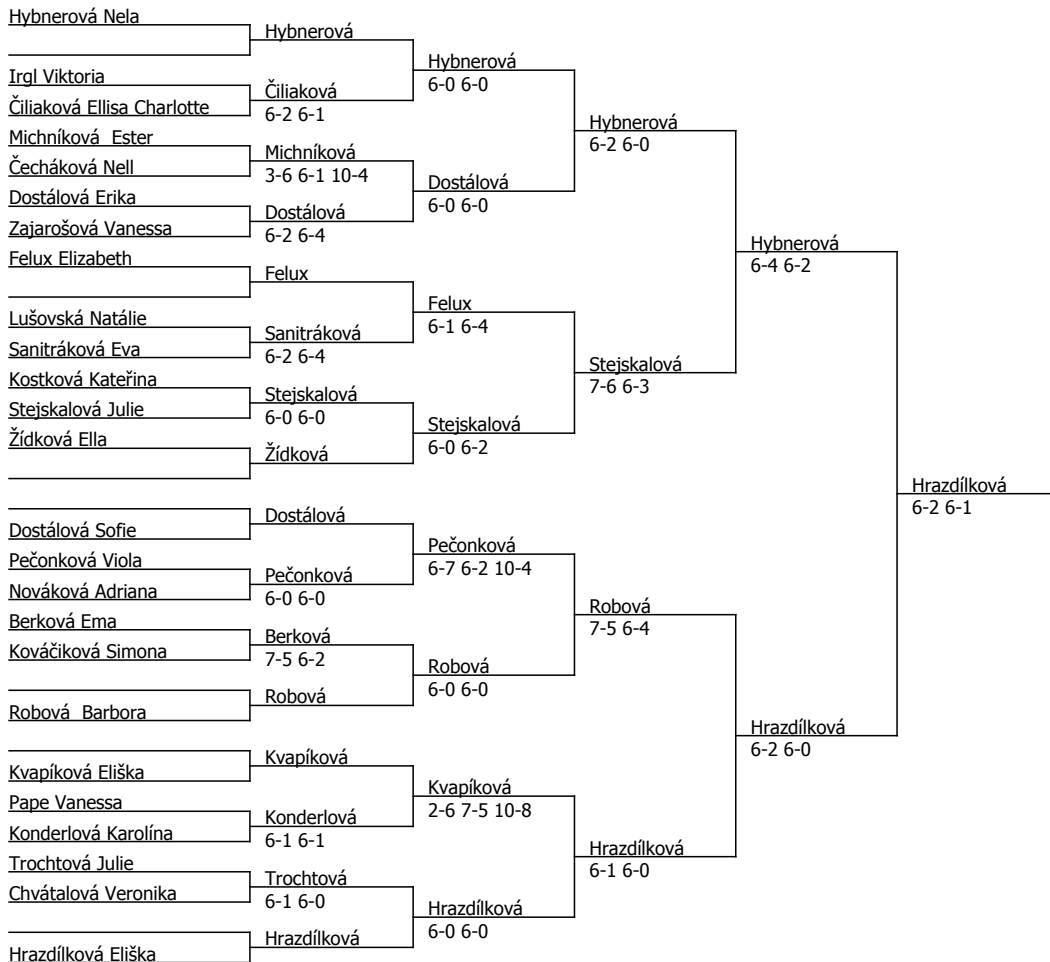 Hybnerová Nela
Hybnerová
Hybnerová
6-0 6-0
Irgl Viktoria
Čiliaková
6-2 6-1
Čiliaková Ellisa Charlotte
Hybnerová
6-2 6-0
Michníková  Ester
Michníková
3-6 6-1 10-4
Čecháková Nell
Dostálová
6-0 6-0
Dostálová Erika
Dostálová
6-2 6-4
Zajarošová Vanessa
Hybnerová
6-4 6-2
Felux Elizabeth
Felux
Felux
6-1 6-4
Lušovská Natálie
Sanitráková
6-2 6-4
Sanitráková Eva
Stejskalová
7-6 6-3
Kostková Kateřina
Stejskalová
6-0 6-0
Stejskalová Julie
Stejskalová
6-0 6-2
Žídková Ella
Žídková
Hrazdílková
6-2 6-1
Dostálová
Dostálová Sofie
Pečonková
6-7 6-2 10-4
Pečonková Viola
Pečonková
6-0 6-0
Nováková Adriana
Robová
7-5 6-4
Berková Ema
Berková
7-5 6-2
Kováčiková Simona
Robová
6-0 6-0
Robová
Robová  Barbora
Hrazdílková
6-2 6-0
Kvapíková
Kvapíková Eliška
Kvapíková
2-6 7-5 10-8
Pape Vanessa
Konderlová
6-1 6-1
Konderlová Karolína
Hrazdílková
6-1 6-0
Trochtová Julie
Trochtová
6-1 6-0
Chvátalová Veronika
Hrazdílková
6-0 6-0
Hrazdílková
Hrazdílková Eliška